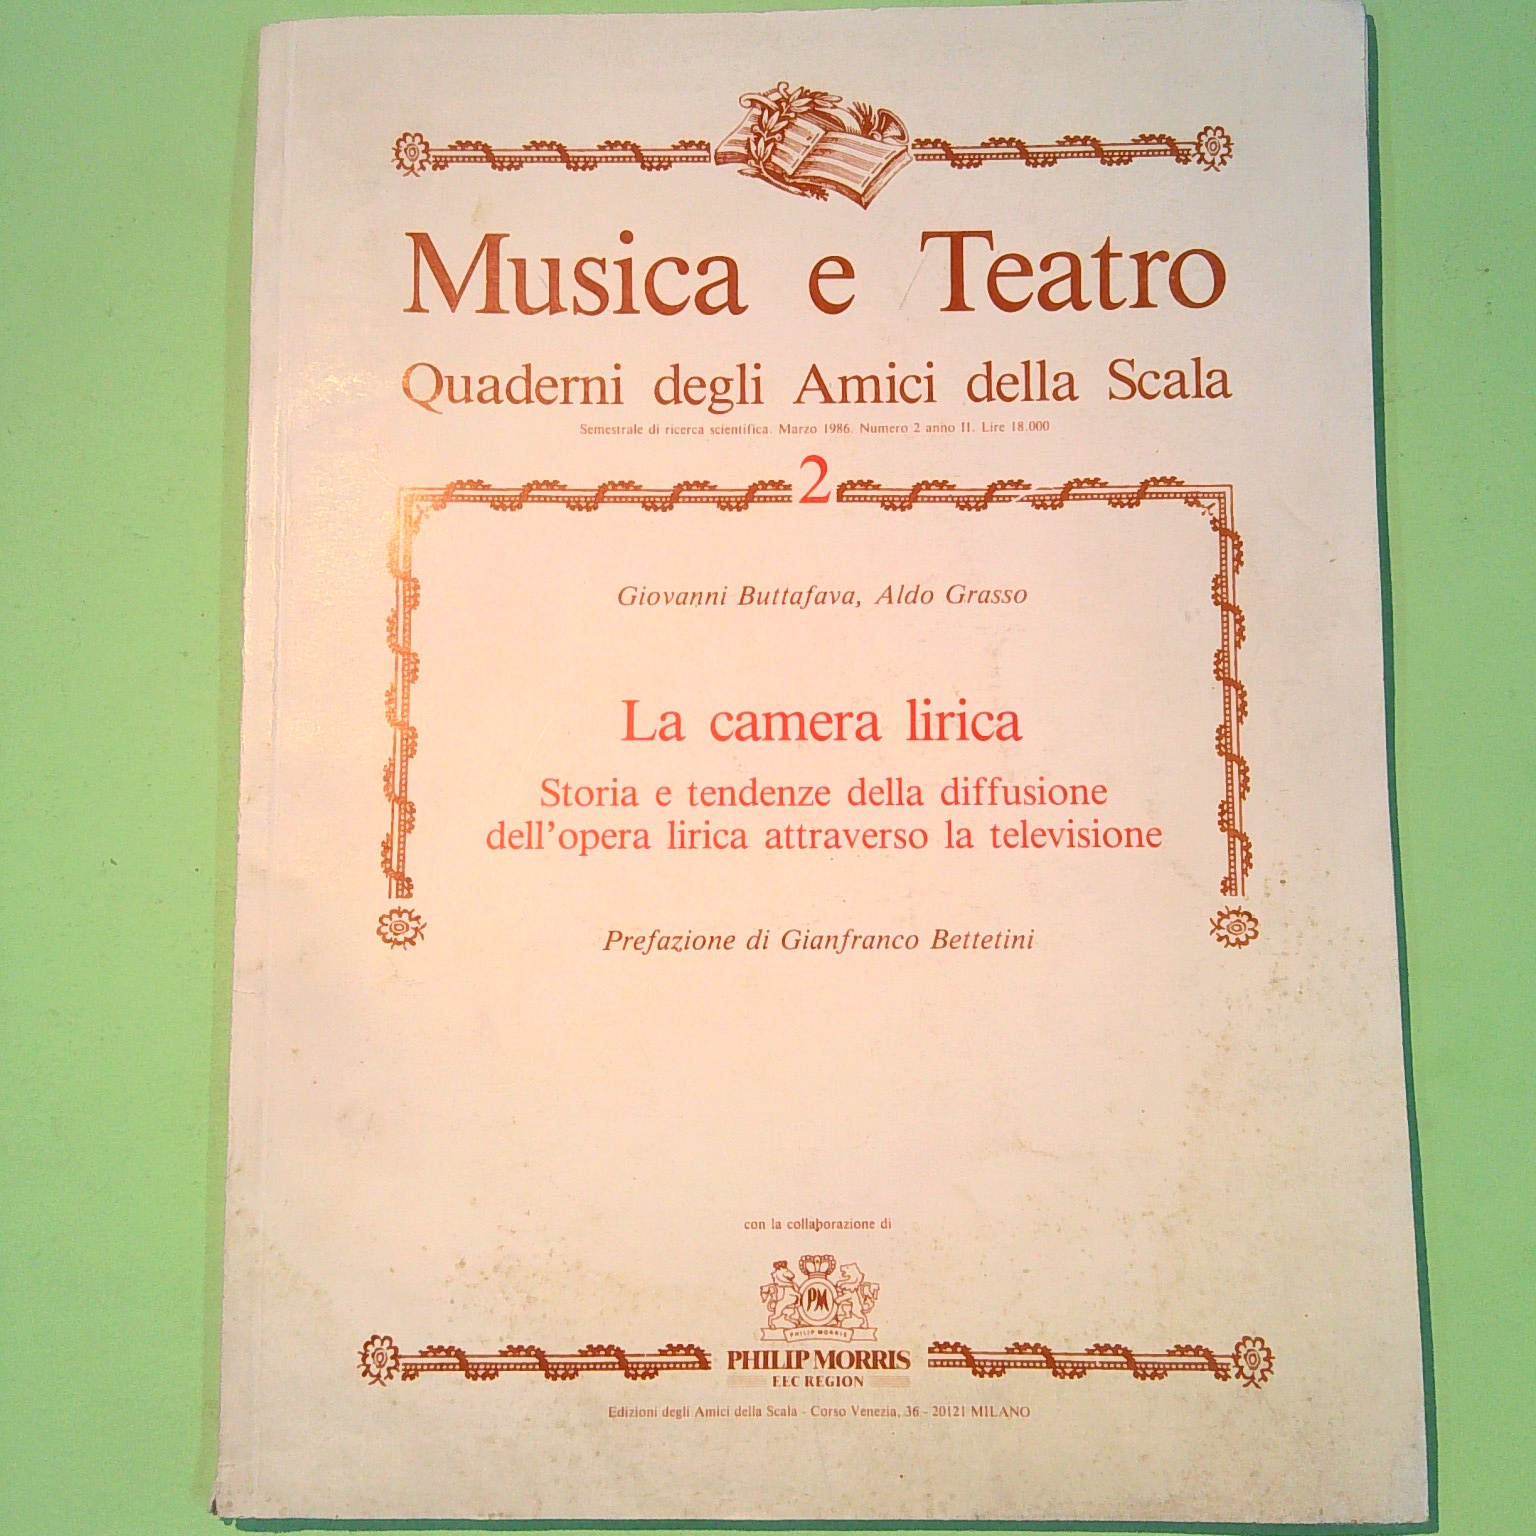 Musica e Teatro
Quaderni degli Amici della Scala
Semestrale di ricerca scientifica. Marzo 1986. Numero 2 anno II. Lire 18.000
2
Giovanni Buttafava, Aldo Grasso
La camera lirica
Storia e tendenze della diffusione
dell'opera lirica attraverso la televisione
Prefazione di Gianfranco Bettetini
con la collaborazione di
PM
PHILIP MORRIS
PHILIP MORRIS
EEC REGION
Edizioni degli Amici della Scala - Corso Venezia, 36 - 20121 MILANO